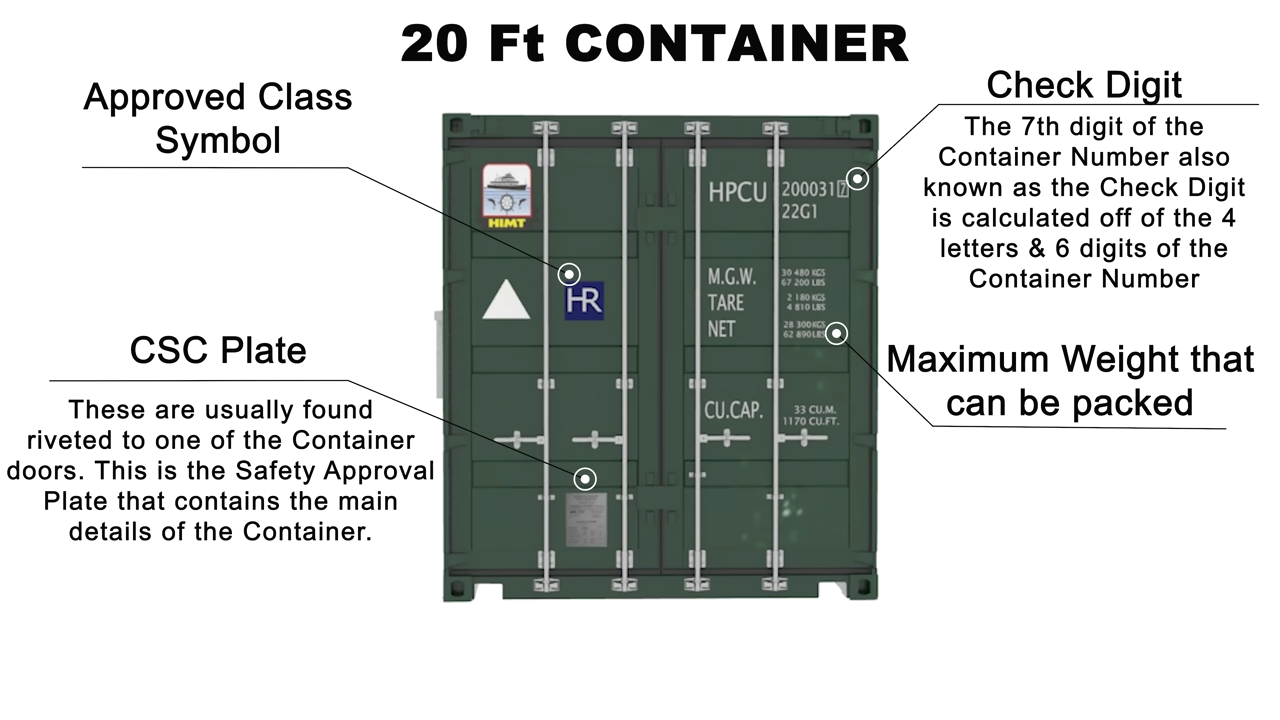 20 Ft CONTAINER
Approved Class
Symbol
Check Digit
The 7th digit of the
Container Number also
known as the Check Digit
is calculated off of the 4
letters & 6 digits of the
Container Number
HIMT
HPCU 200031 7
22G1
HR
M.G.W. 30 480 KGS
67 200 LBS
TARE 2 180 KGS
4 810 LBS
NET 28 300 KGS
62 890 LBS
CSC Plate
These are usually found
riveted to one of the Container
doors. This is the Safety Approval
Plate that contains the main
details of the Container.
Maximum Weight that
can be packed
CU.CAP. 33 CU.M.
1170 CU.FT.